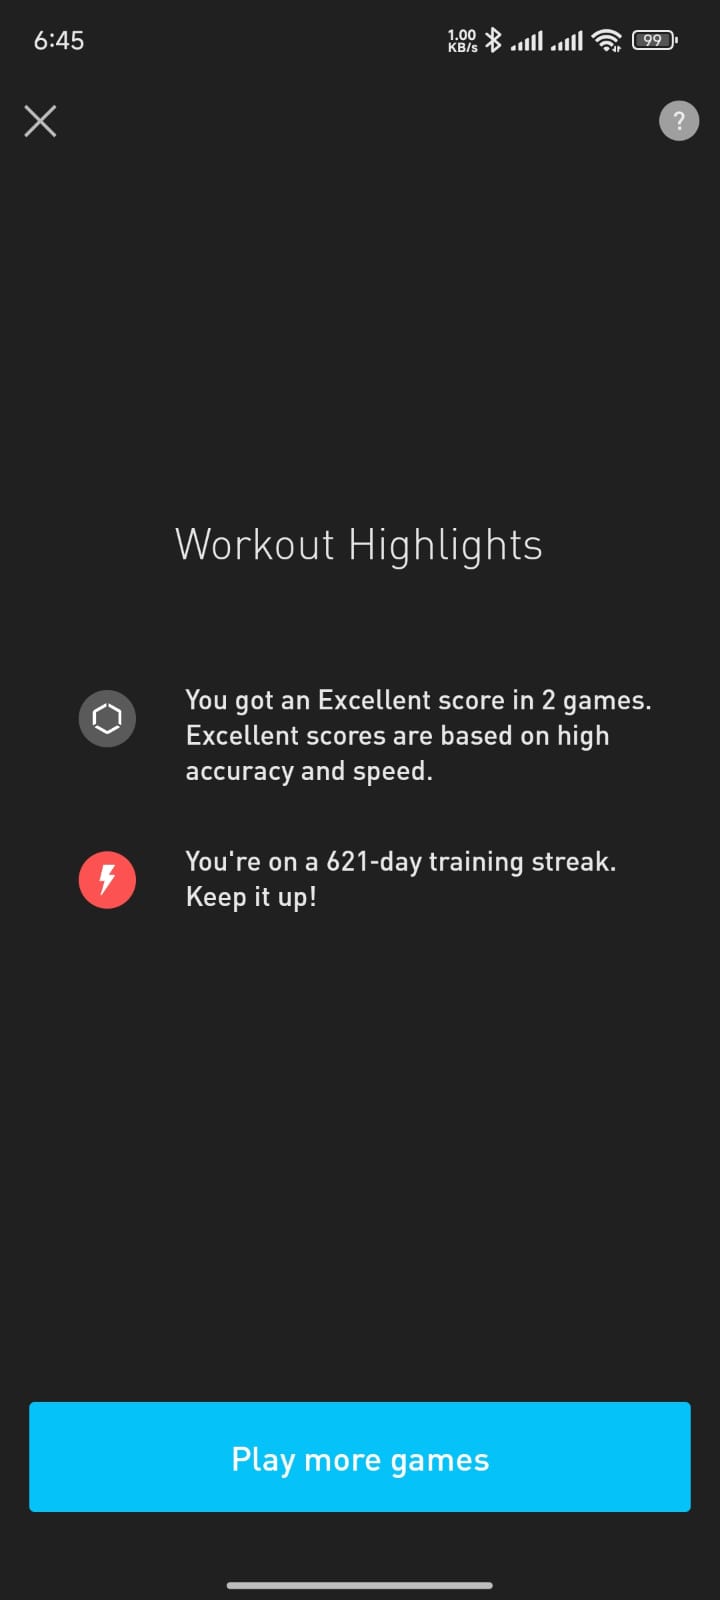 6:45
1.00
KB/s
99
?
Workout Highlights
You got an Excellent score in 2 games.
Excellent scores are based on high
accuracy and speed.
You're on a 621-day training streak.
Keep it up!
Play more games